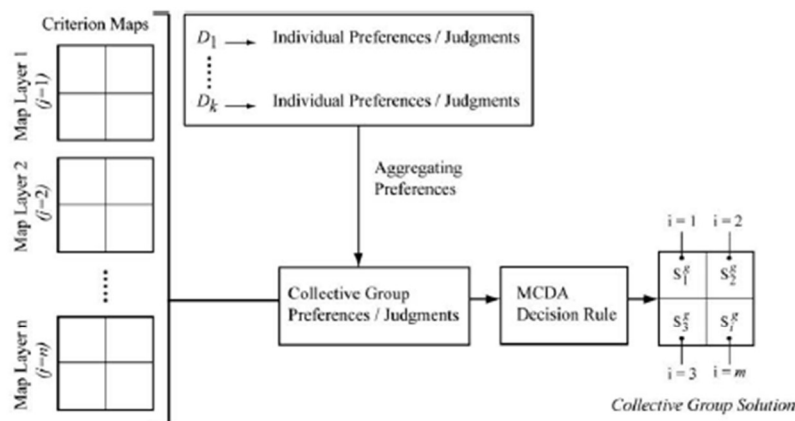 Criterion Maps
Map Layer 1
(j=1)
Map Layer 2
(j=2)
Map Layer n
(j=n)
D₁ → Individual Preferences / Judgments
Dₖ → Individual Preferences / Judgments
Aggregating
Preferences
Collective Group
Preferences / Judgments
MCDA
Decision Rule
i = 1 i = 2
S₁ᵍ S₂ᵍ
S₃ᵍ Sᵢᵍ
i = 3 i = m
Collective Group Solution